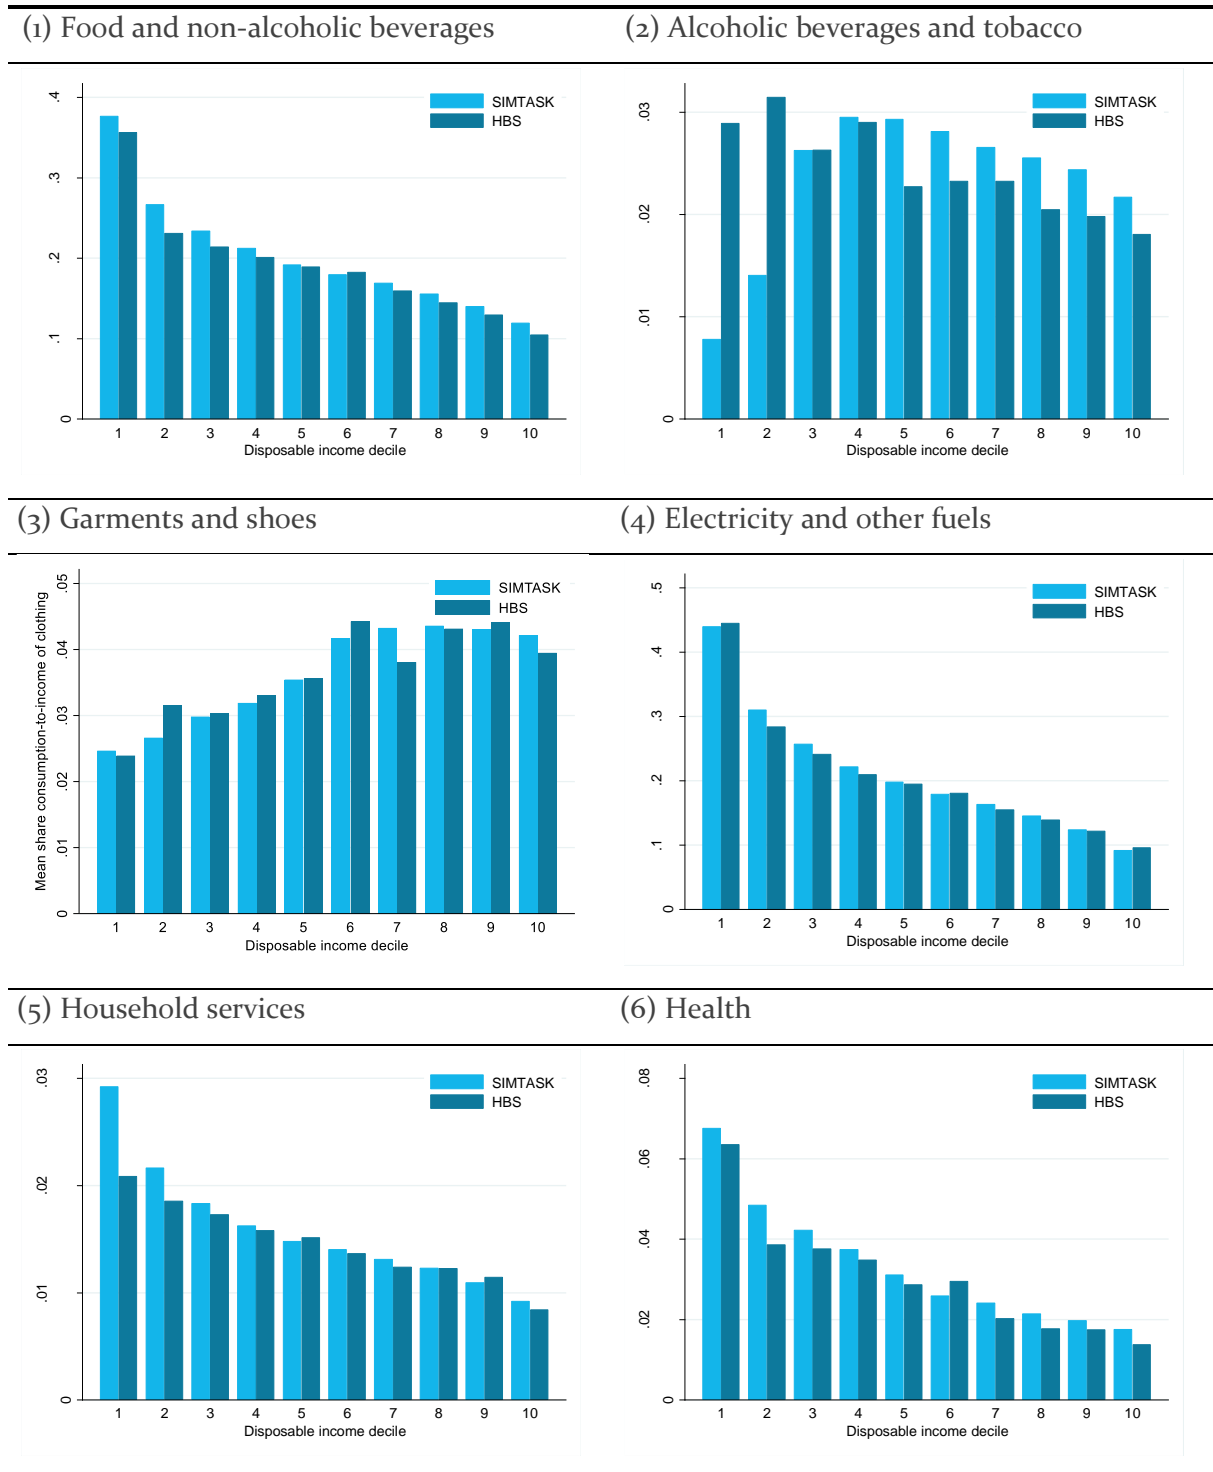 (1) Food and non-alcoholic beverages
(2) Alcoholic beverages and tobacco
.4
.3
.2
.1
0
SIMTASK
HBS
1 2 3 4 5 6 7 8 9 10
Disposable income decile
.03
.02
.01
0
SIMTASK
HBS
1 2 3 4 5 6 7 8 9 10
Disposable income decile
(3) Garments and shoes
(4) Electricity and other fuels
Mean share consumption-to-income of clothing
.05
.04
.03
.02
.01
0
SIMTASK
HBS
1 2 3 4 5 6 7 8 9 10
Disposable income decile
.5
.4
.3
.2
.1
0
SIMTASK
HBS
1 2 3 4 5 6 7 8 9 10
Disposable income decile
(5) Household services
(6) Health
.03
.02
.01
0
SIMTASK
HBS
1 2 3 4 5 6 7 8 9 10
Disposable income decile
.08
.06
.04
.02
0
SIMTASK
HBS
1 2 3 4 5 6 7 8 9 10
Disposable income decile